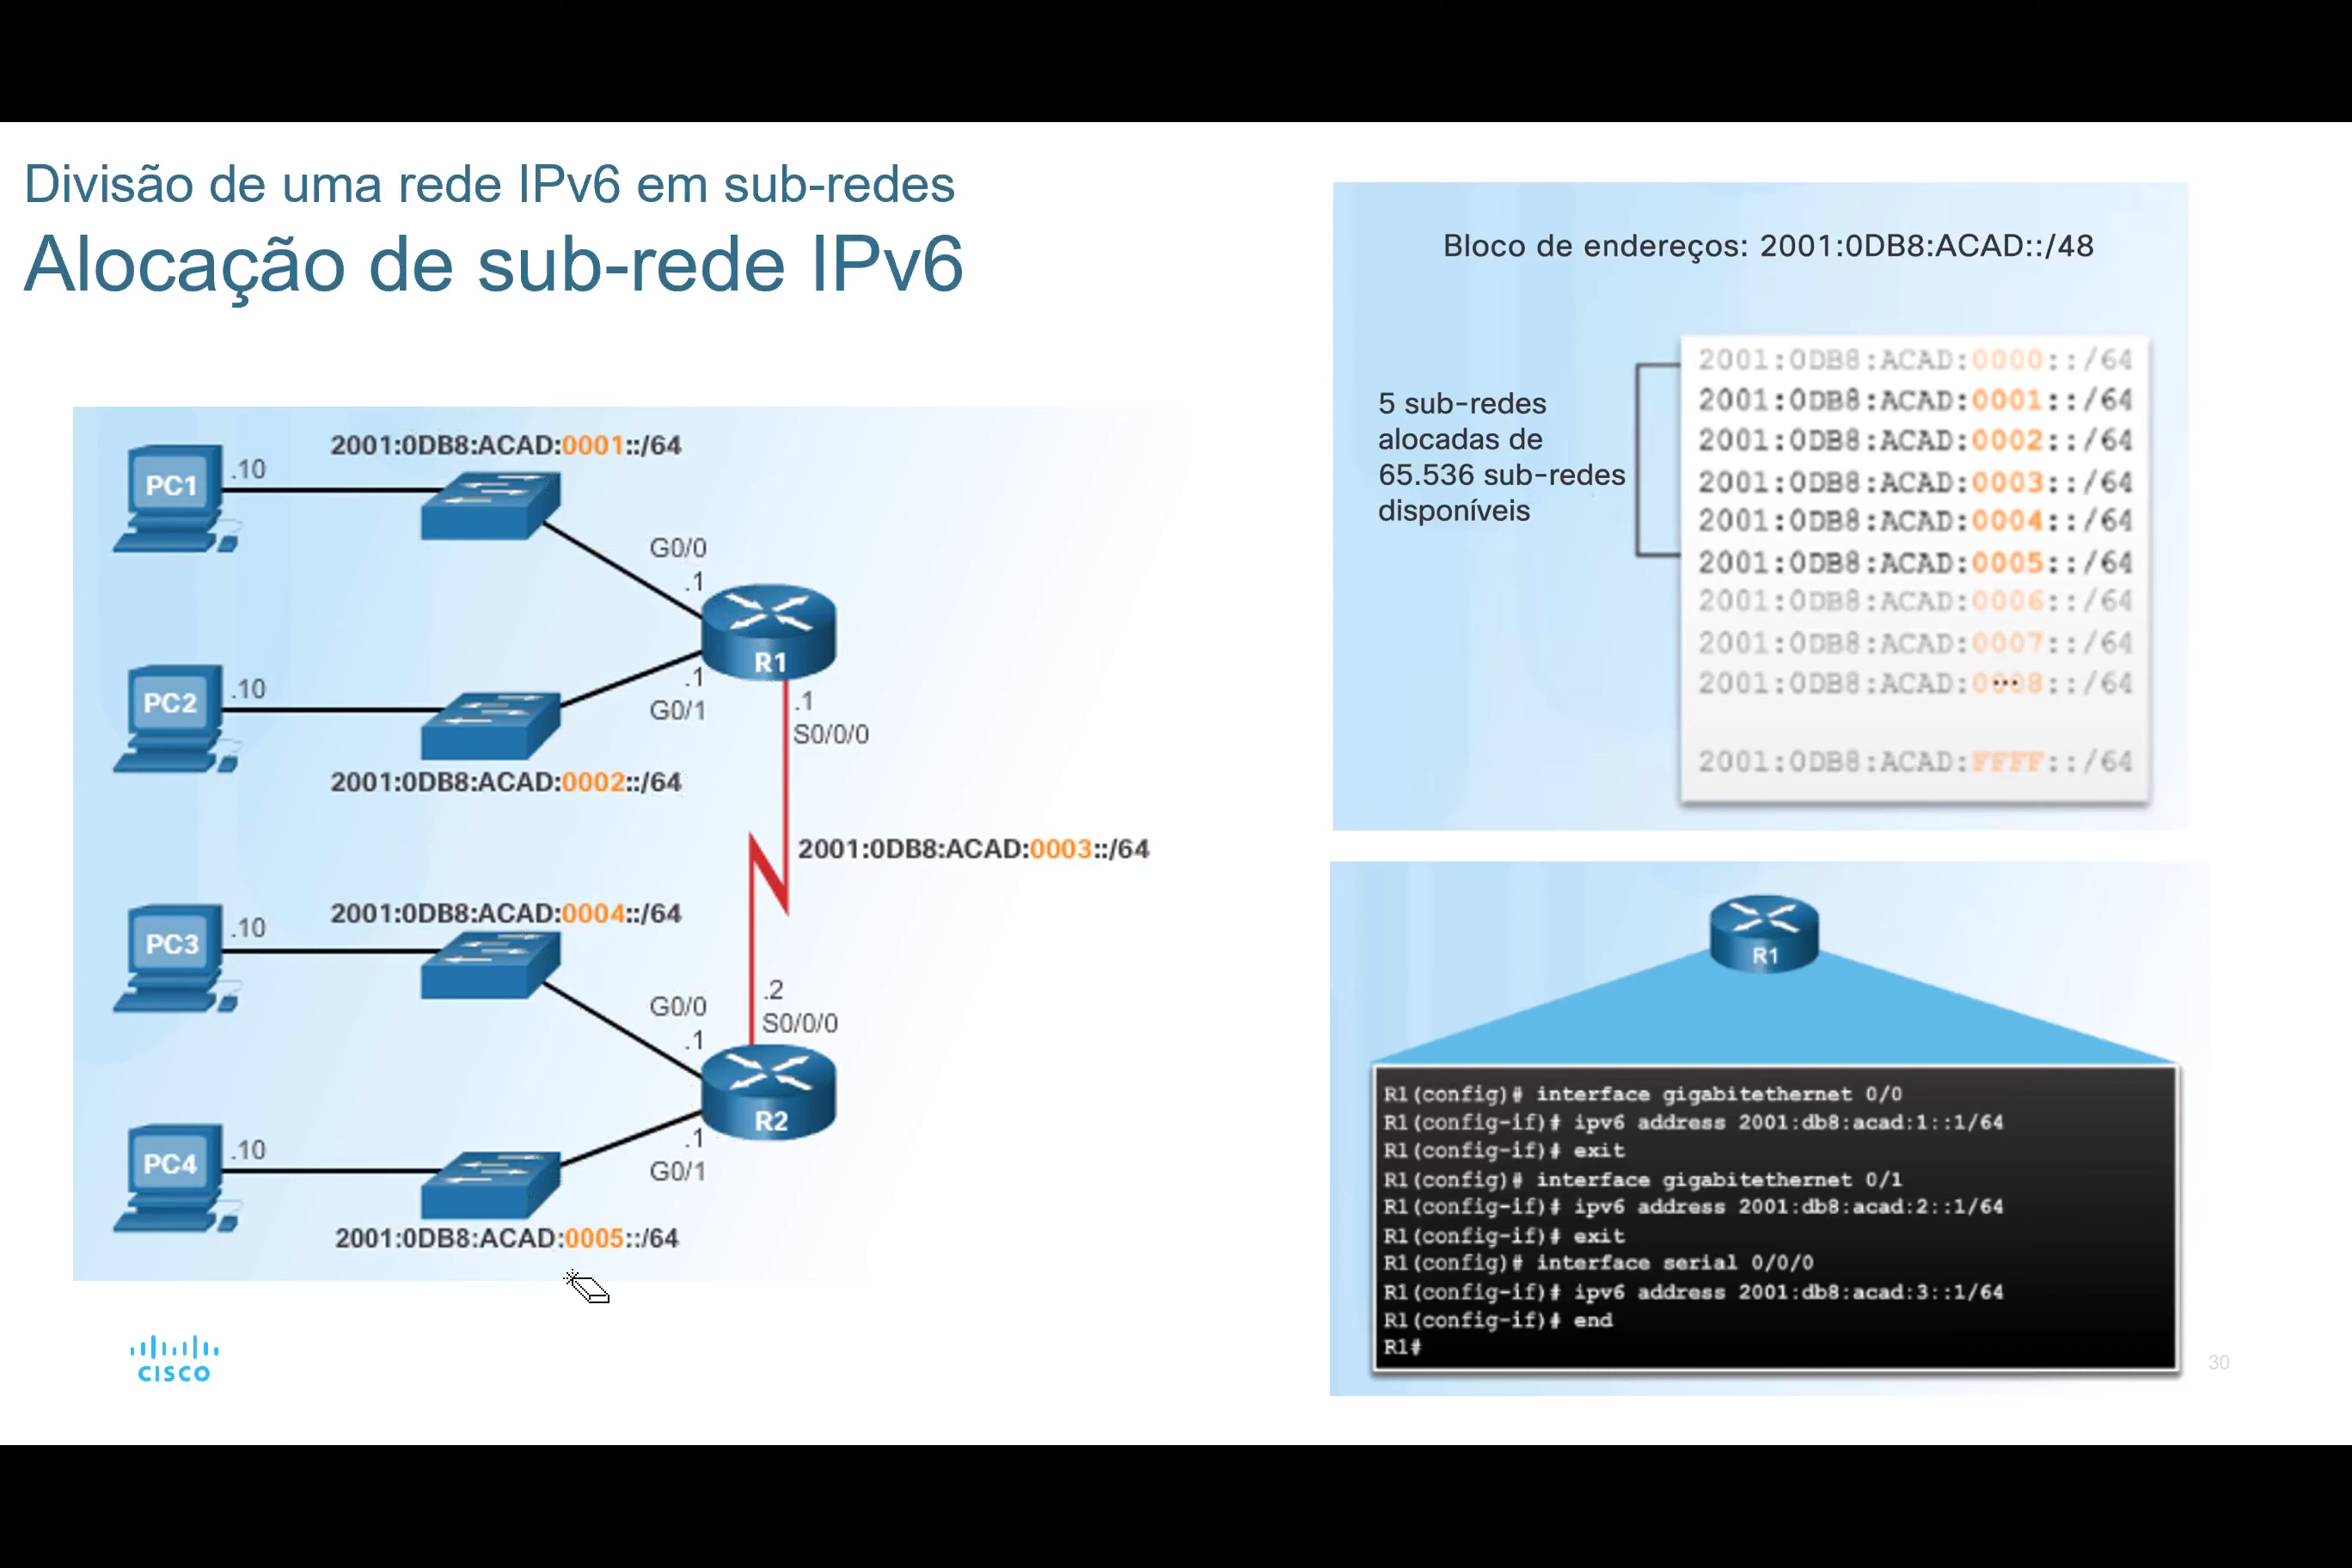 Divisão de uma rede IPv6 em sub-redes
Alocação de sub-rede IPv6
2001:0DB8:ACAD:0001::/64
PC1
.10
G0/0
.1
R1
PC2
.10
.1
G0/1
.1
S0/0/0
2001:0DB8:ACAD:0002::/64
2001:0DB8:ACAD:0003::/64
2001:0DB8:ACAD:0004::/64
PC3
.10
G0/0
.1
.2
S0/0/0
R2
PC4
.10
.1
G0/1
2001:0DB8:ACAD:0005::/64
CISCO
Bloco de endereços: 2001:0DB8:ACAD::/48
5 sub-redes
alocadas de
65.536 sub-redes
disponíveis
2001:0DB8:ACAD:0000::/64
2001:0DB8:ACAD:0001::/64
2001:0DB8:ACAD:0002::/64
2001:0DB8:ACAD:0003::/64
2001:0DB8:ACAD:0004::/64
2001:0DB8:ACAD:0005::/64
2001:0DB8:ACAD:0006::/64
2001:0DB8:ACAD:0007::/64
2001:0DB8:ACAD:0008::/64
...
2001:0DB8:ACAD:FFFF::/64
R1
R1(config)# interface gigabitethernet 0/0
R1(config-if)# ipv6 address 2001:db8:acad:1::1/64
R1(config-if)# exit
R1(config)# interface gigabitethernet 0/1
R1(config-if)# ipv6 address 2001:db8:acad:2::1/64
R1(config-if)# exit
R1(config)# interface serial 0/0/0
R1(config-if)# ipv6 address 2001:db8:acad:3::1/64
R1(config-if)# end
R1#
30